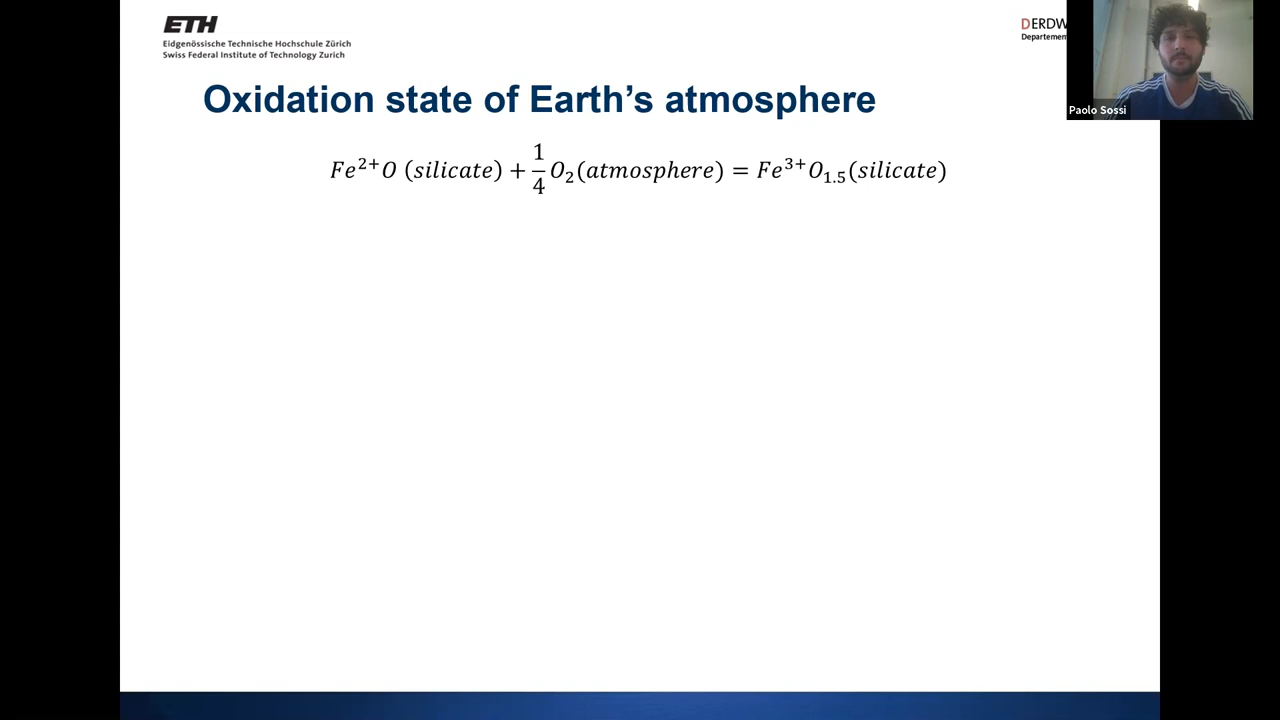 ETH
Eidgenössische Technische Hochschule Zürich
Swiss Federal Institute of Technology Zurich
DERDW
Departemen
Paolo Sossi
Oxidation state of Earth’s atmosphere
Fe²⁺O (silicate) + 1/4 O₂(atmosphere) = Fe³⁺O₁.₅(silicate)